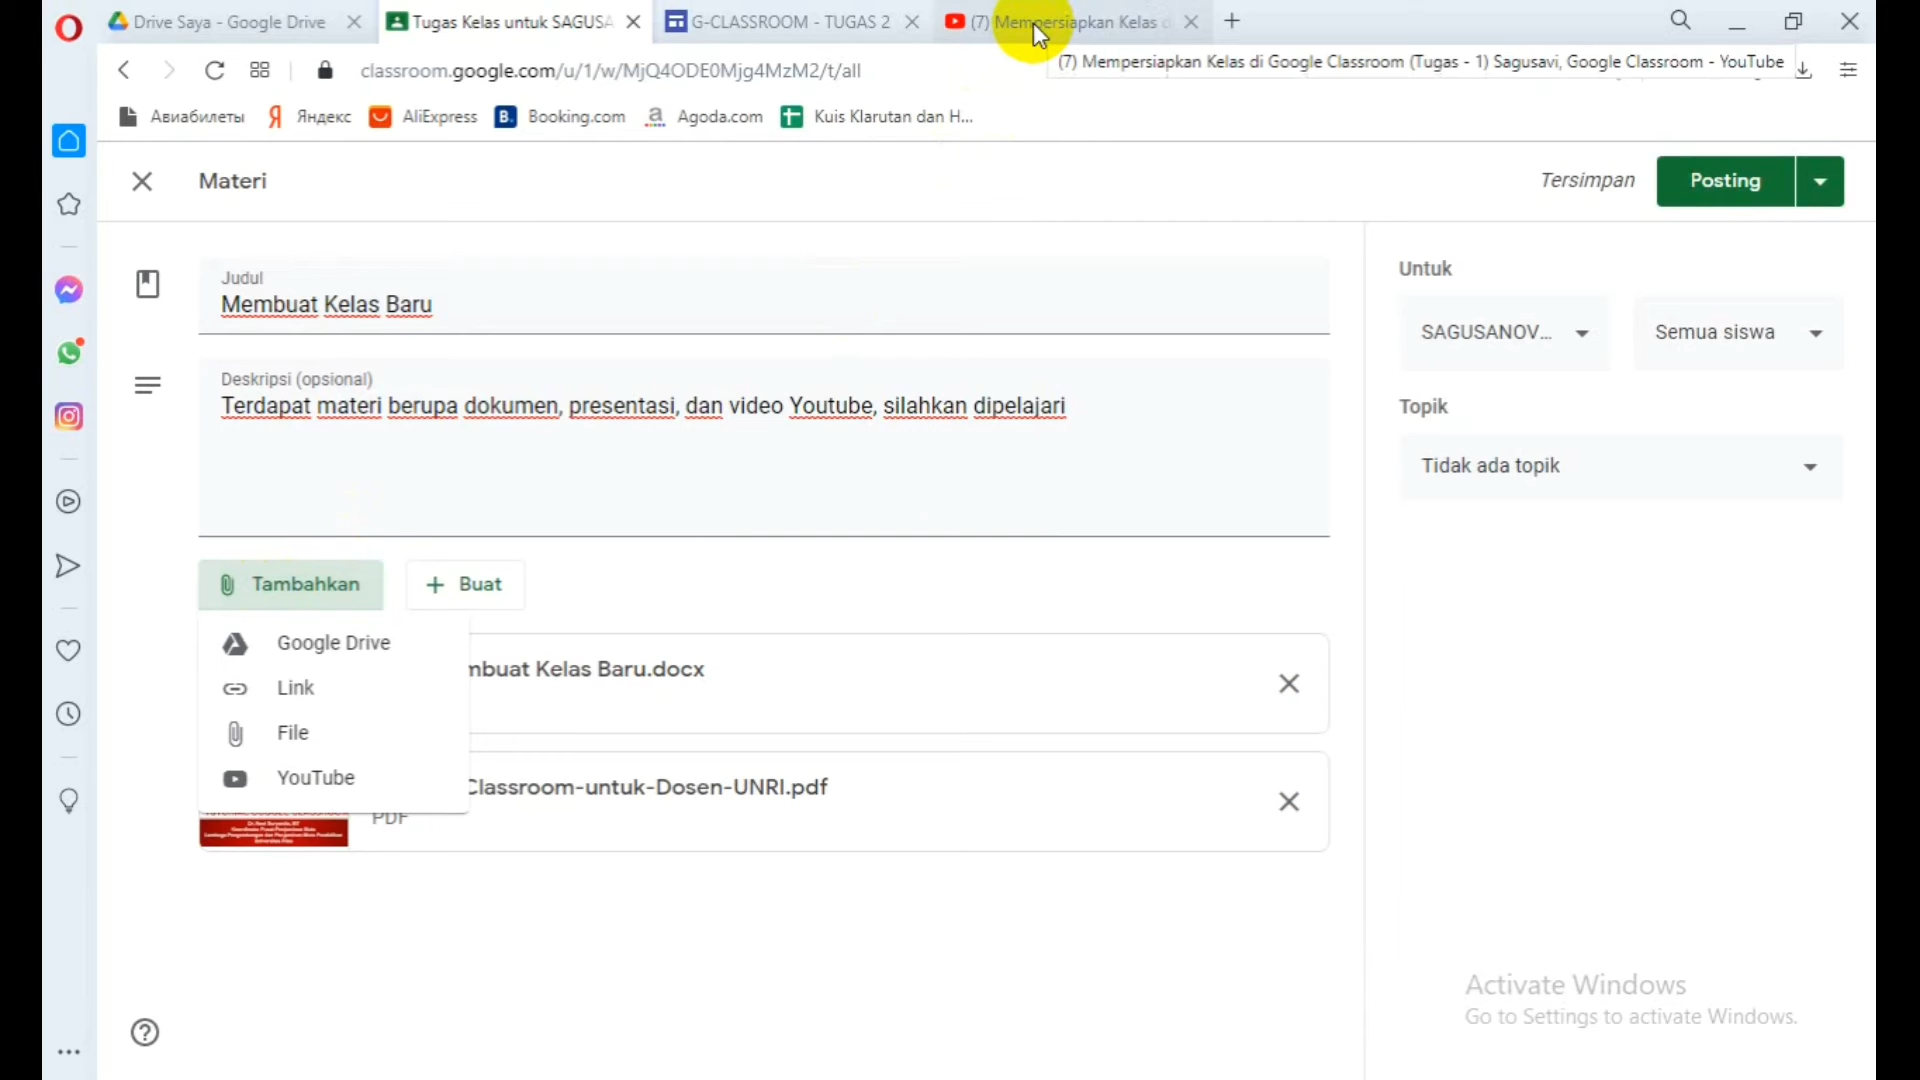 Drive Saya - Google Drive
Tugas Kelas untuk SAGUSA
G-CLASSROOM - TUGAS 2
(7) Mempersiapkan Kelas d
classroom.google.com/u/1/w/MjQ4ODE0Mjg4MzM2/t/all
(7) Mempersiapkan Kelas di Google Classroom (Tugas - 1) Sagusavi, Google Classroom - YouTube
Авиабилеты
Яндекс
AliExpress
Booking.com
Agoda.com
Kuis Klarutan dan H...
Materi
Tersimpan
Posting
Judul
Membuat Kelas Baru
Deskripsi (opsional)
Terdapat materi berupa dokumen, presentasi, dan video Youtube, silahkan dipelajari
Untuk
SAGUSANOV...
Semua siswa
Topik
Tidak ada topik
Tambahkan
Buat
Google Drive
Link
File
YouTube
mbuat Kelas Baru.docx
Classroom-untuk-Dosen-UNRI.pdf
PDF
Activate Windows
Go to Settings to activate Windows.